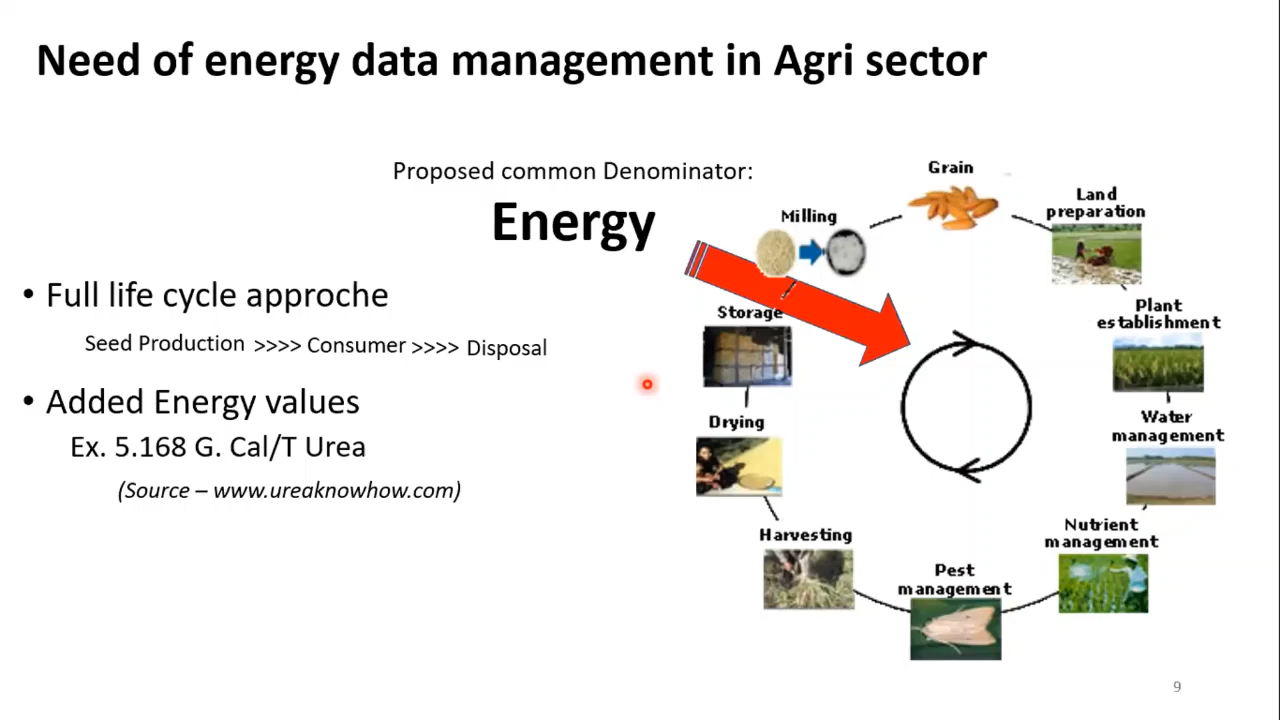 Need of energy data management in Agri sector
Proposed common Denominator:
Energy
• Full life cycle approche
Seed Production >>>> Consumer >>>> Disposal
• Added Energy values
Ex. 5.168 G. Cal/T Urea
(Source – www.ureaknowhow.com)
Grain
Land
preparation
Plant
establishment
Water
management
Nutrient
management
Pest
management
Harvesting
Drying
Storage
Milling
9